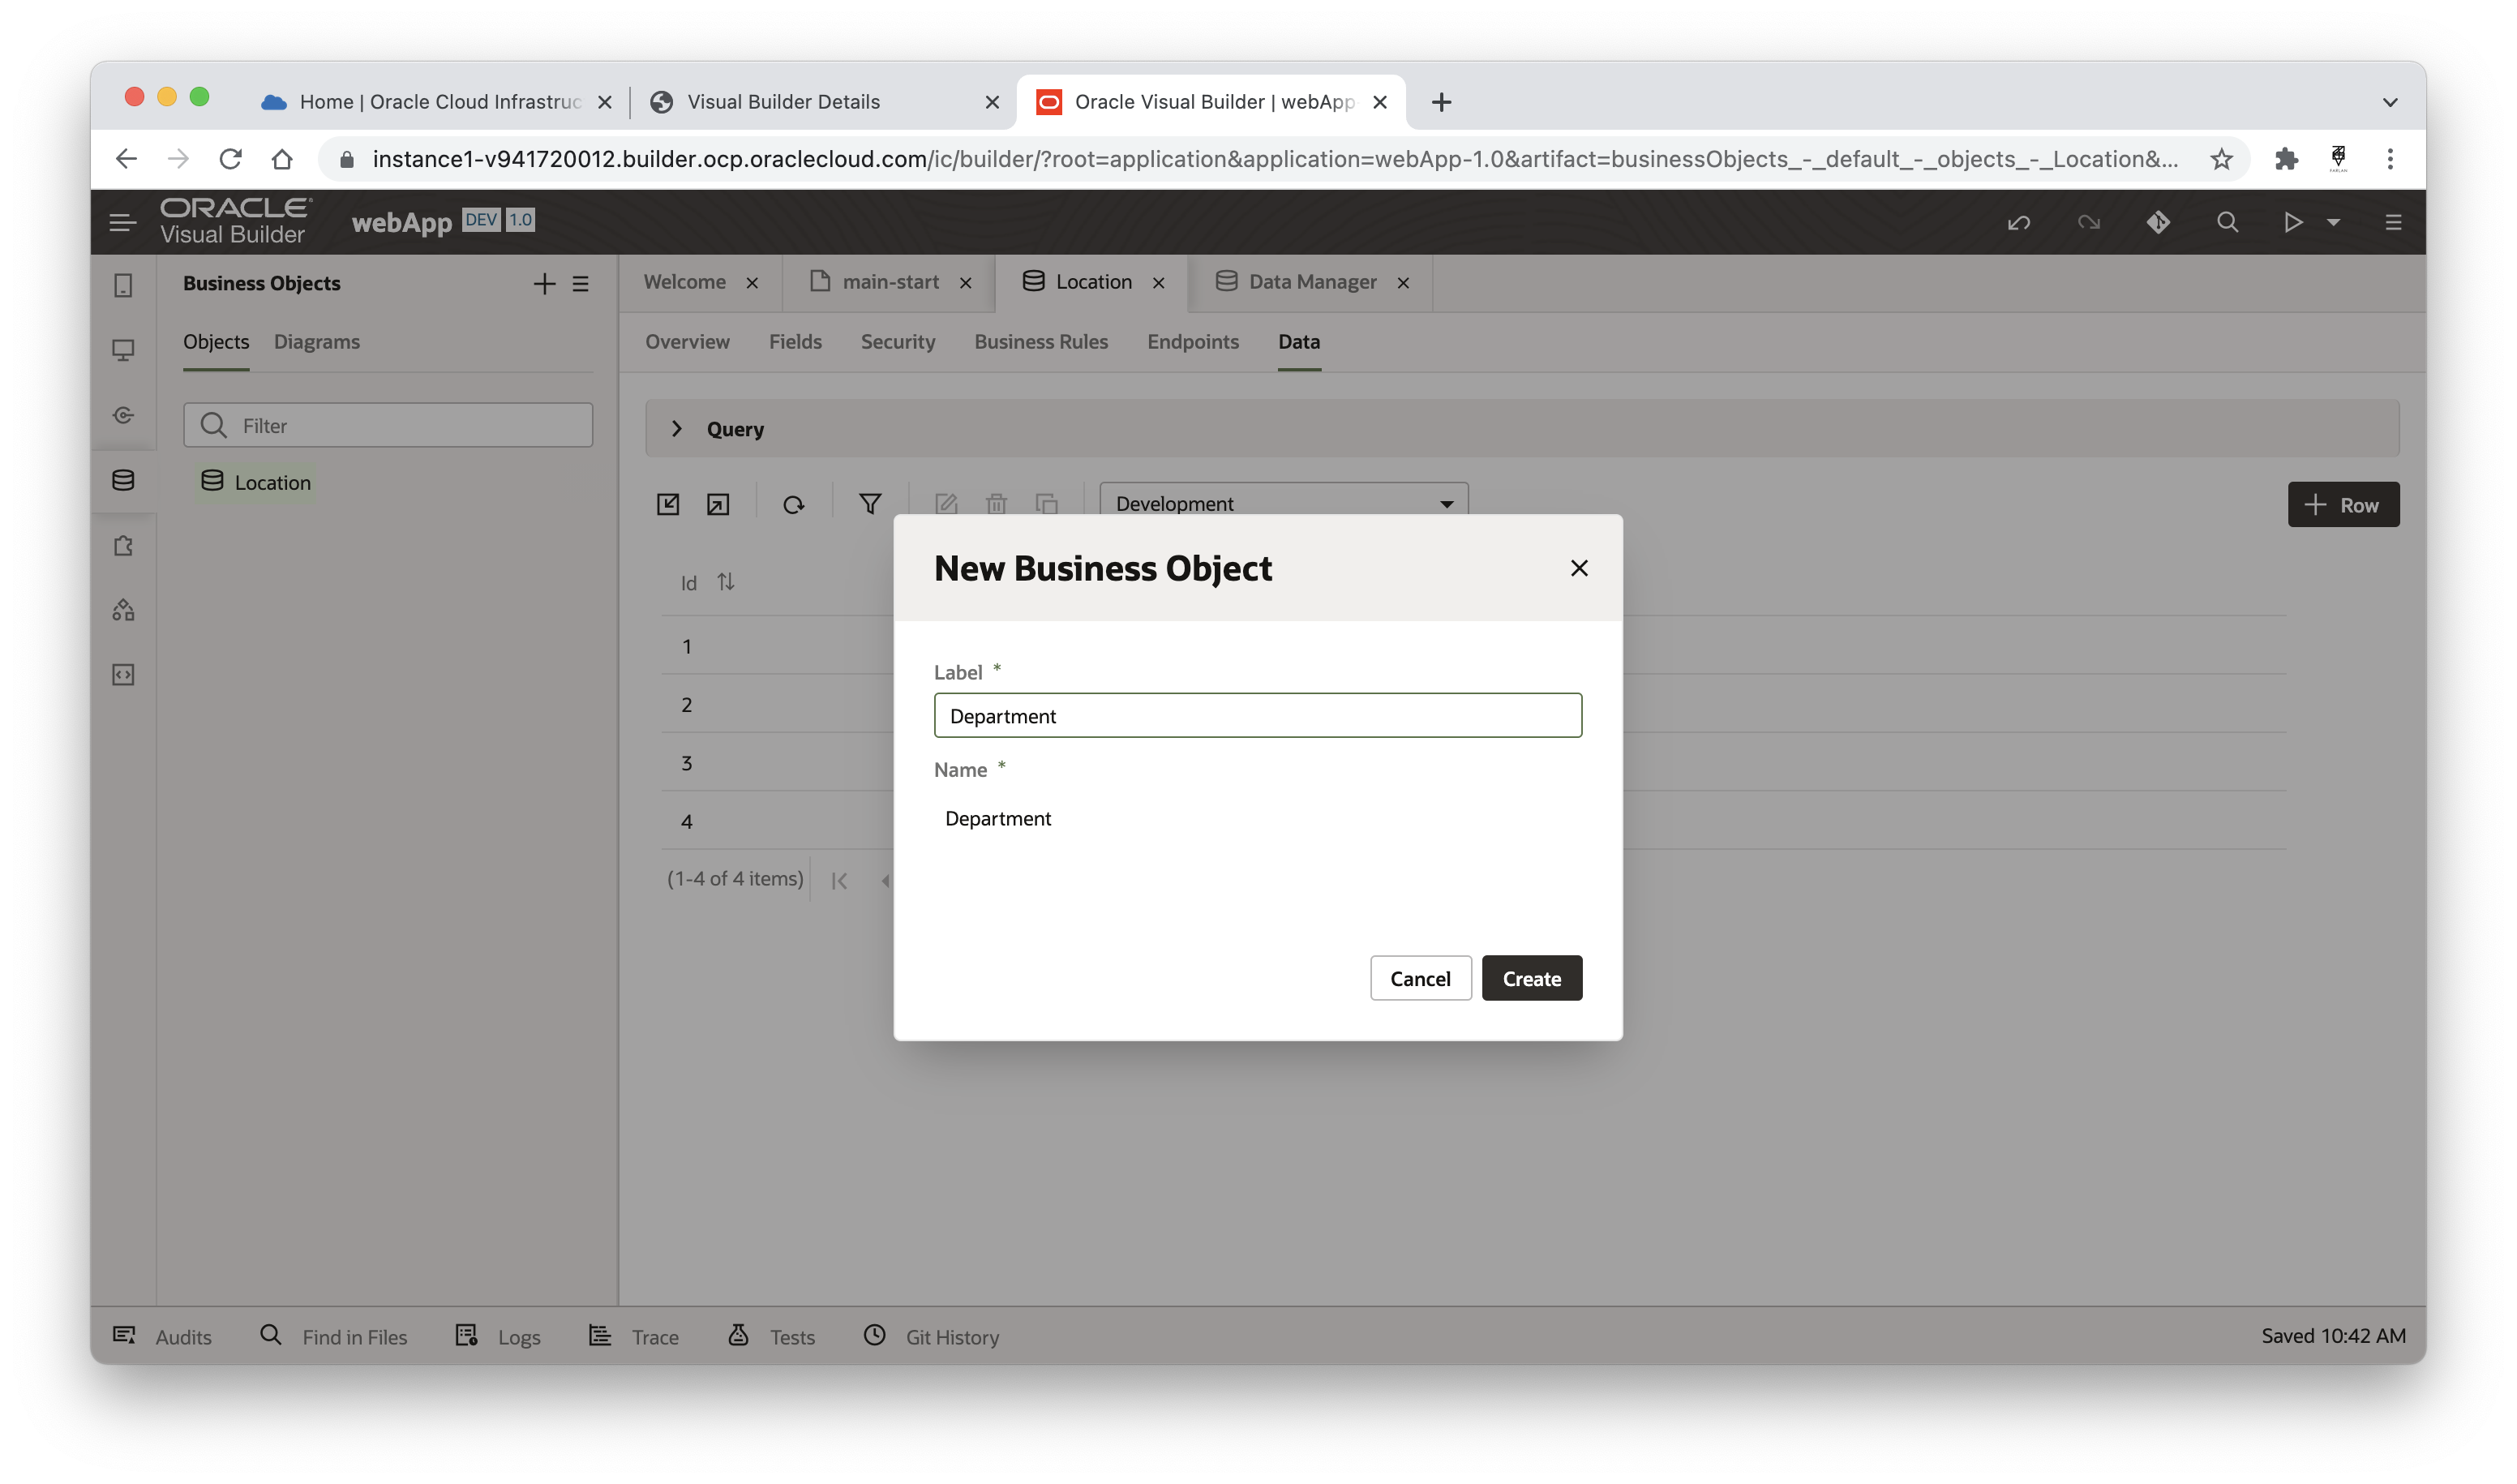 Home | Oracle Cloud Infrastruc
Visual Builder Details
Oracle Visual Builder | webApp
instance1-v941720012.builder.ocp.oraclecloud.com/ic/builder/?root=application&application=webApp-1.0&artifact=businessObjects_-_default_-_objects_-_Location&...
ORACLE
Visual Builder
webApp DEV 1.0
Business Objects
Welcome
main-start
Location
Data Manager
Objects
Diagrams
Overview
Fields
Security
Business Rules
Endpoints
Data
Filter
Location
Query
Development
Row
Id
1
2
3
4
(1-4 of 4 items)
New Business Object
Label *
Department
Name *
Department
Cancel
Create
Audits
Find in Files
Logs
Trace
Tests
Git History
Saved 10:42 AM